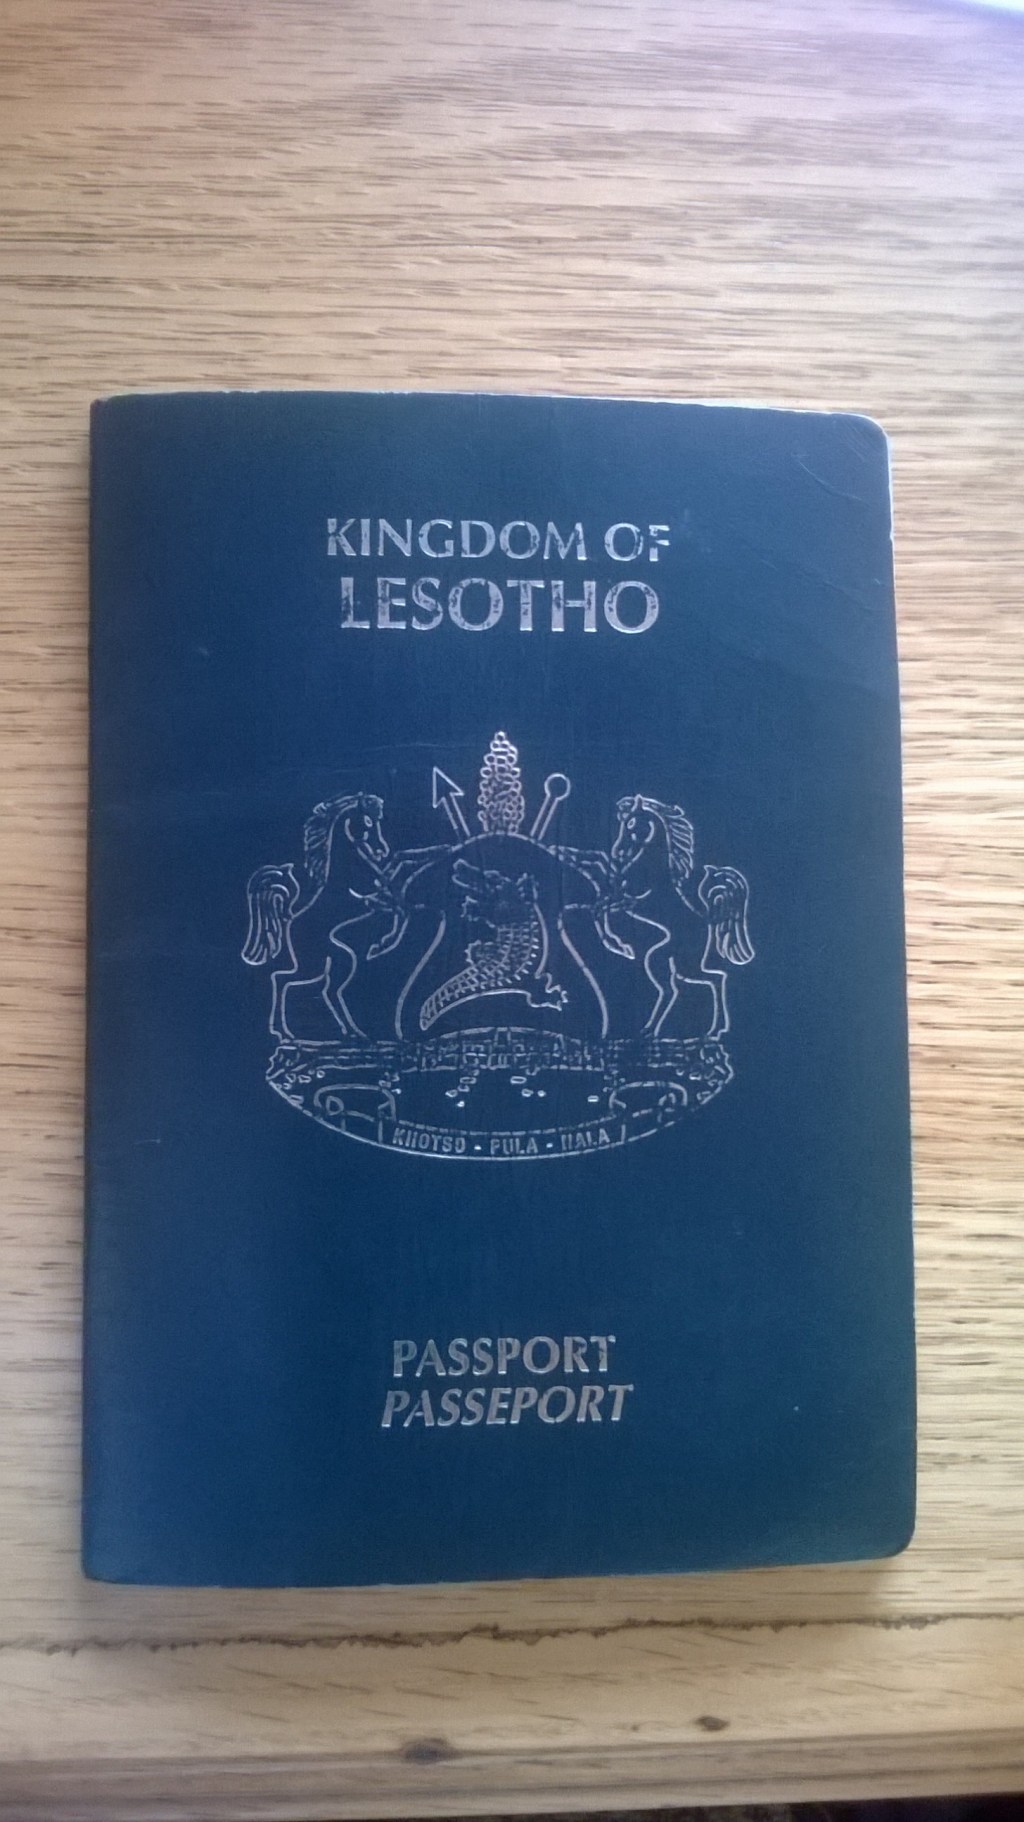 KINGDOM OF
LESOTHO
KHOTSO - PULA - NALA
PASSPORT
PASSEPORT